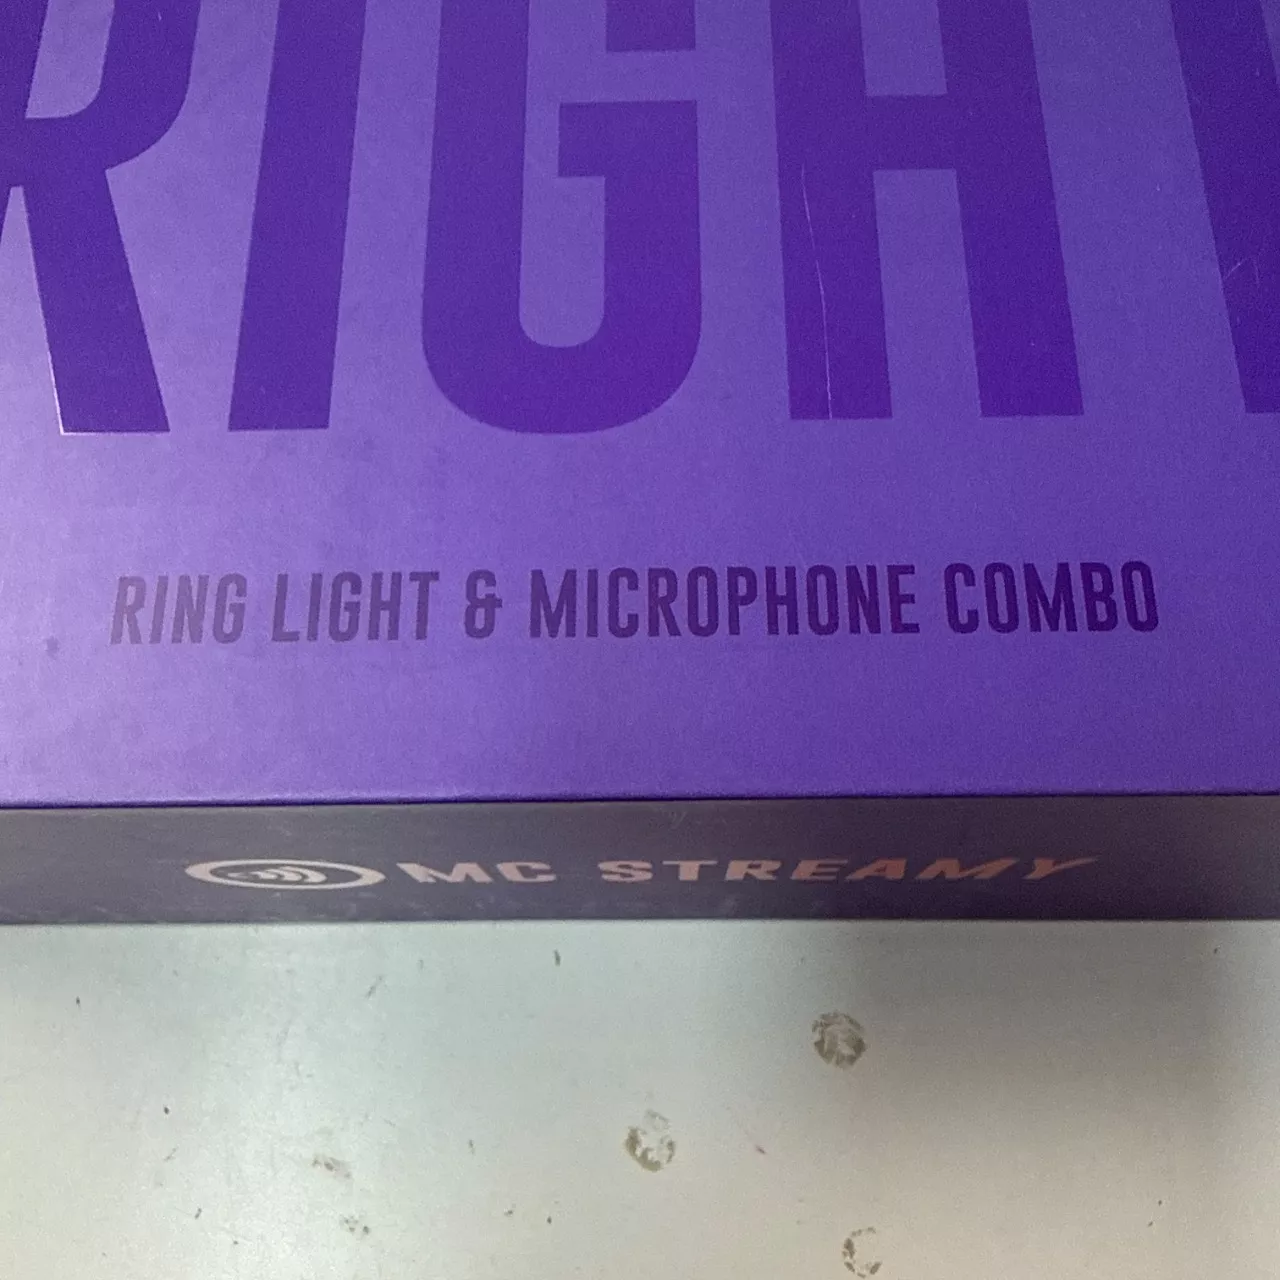 RIGH
RING LIGHT & MICROPHONE COMBO
MC STREAMY